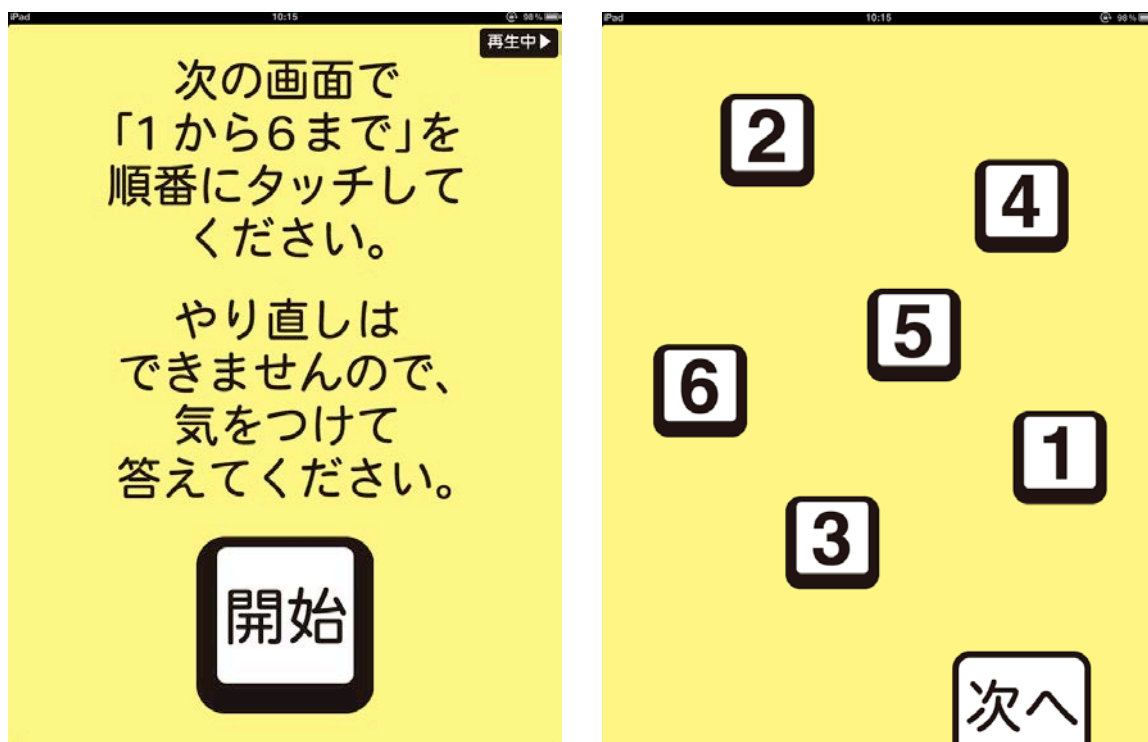 iPad
10:15
98%
再生中▶
次の画面で
「1から6まで」を
順番にタッチして
ください。
やり直しは
できませんので、
気をつけて
答えてください。
開始
iPad
10:15
98%
2
4
5
6
1
3
次へ